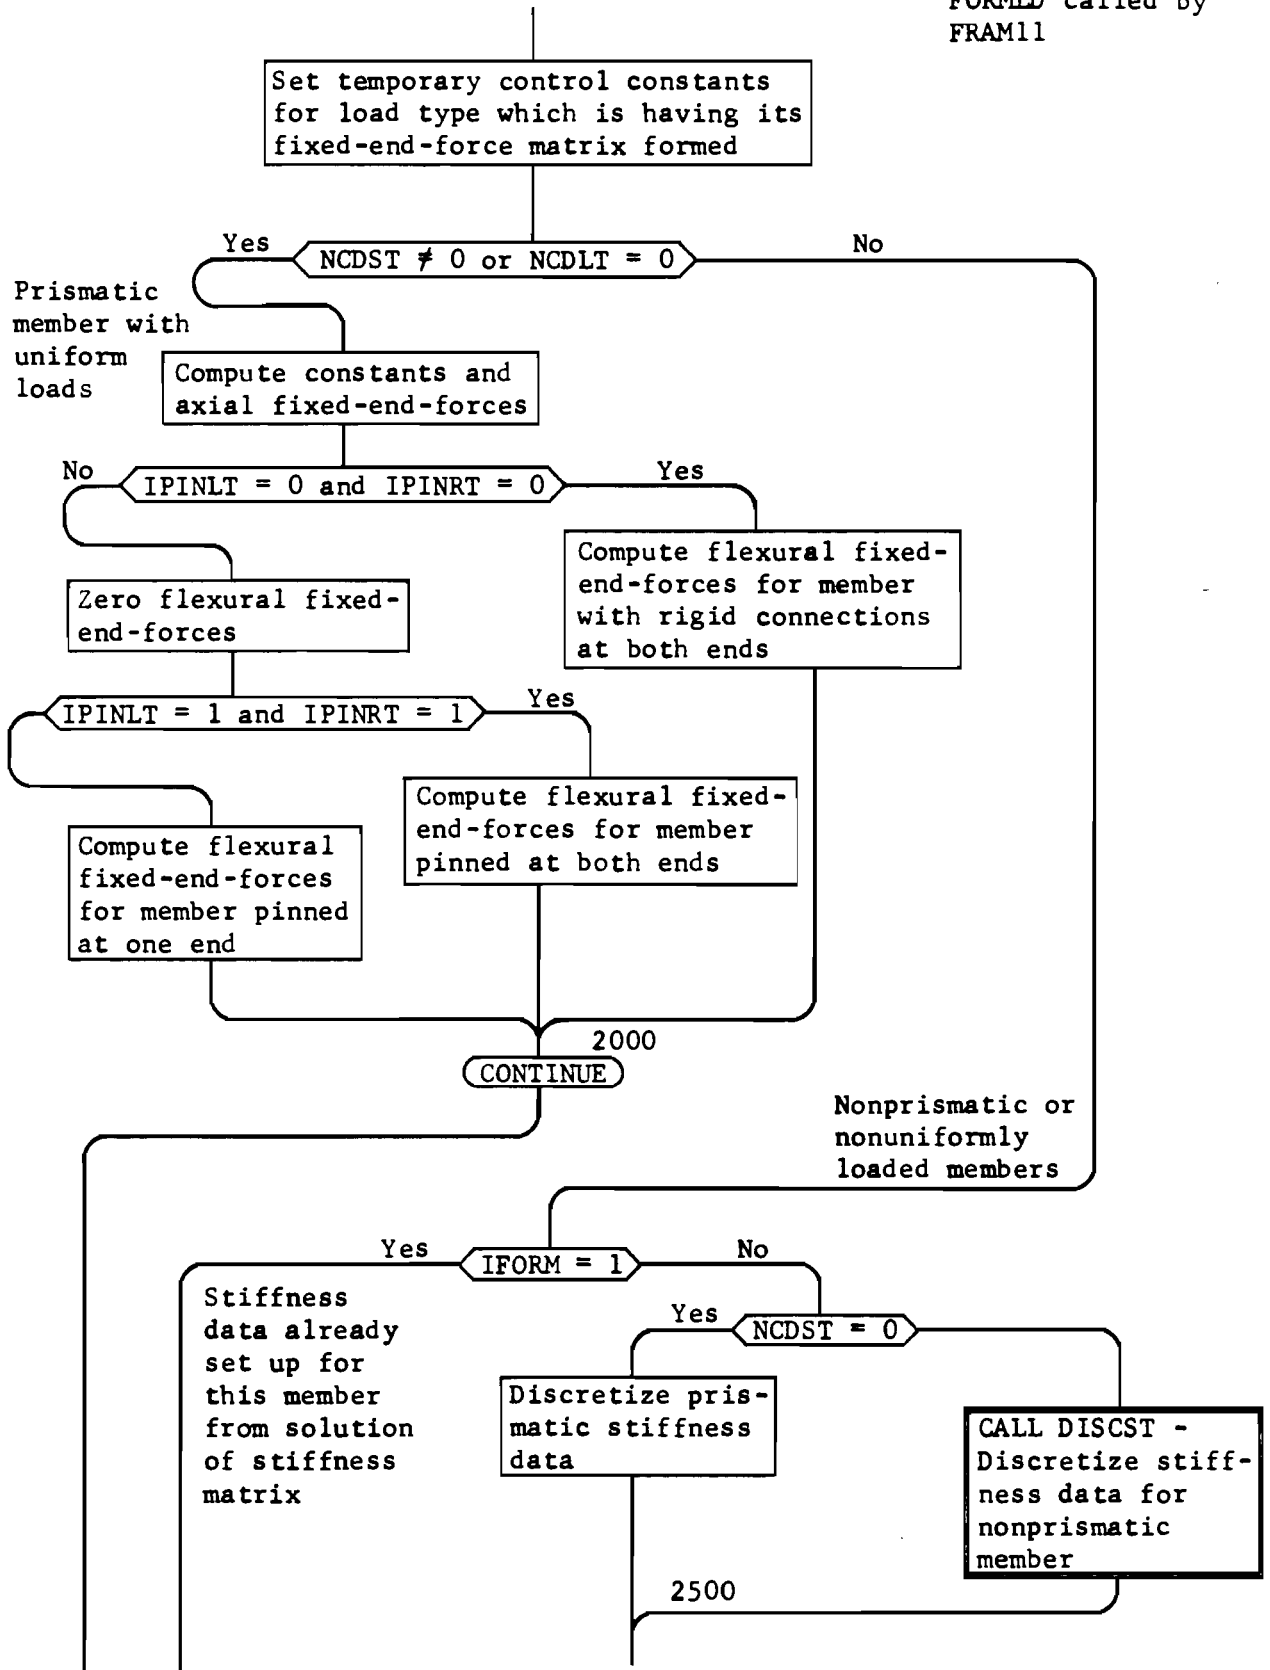 FORMLD called by
FRAM11
Set temporary control constants
for load type which is having its
fixed-end-force matrix formed
Yes
NCDST ≠ 0 or NCDLT = 0
No
Prismatic
member with
uniform
loads
Compute constants and
axial fixed-end-forces
No
IPINLT = 0 and IPINRT = 0
Yes
Compute flexural fixed-
end-forces for member
with rigid connections
at both ends
Zero flexural fixed-
end-forces
IPINLT = 1 and IPINRT = 1
Yes
Compute flexural fixed-
end-forces for member
pinned at both ends
Compute flexural
fixed-end-forces
for member pinned
at one end
2000
CONTINUE
Nonprismatic or
nonuniformly
loaded members
Yes
IFORM = 1
No
Stiffness
data already
set up for
this member
from solution
of stiffness
matrix
Yes
NCDST = 0
Discretize pris-
matic stiffness
data
CALL DISCST -
Discretize stiff-
ness data for
nonprismatic
member
2500